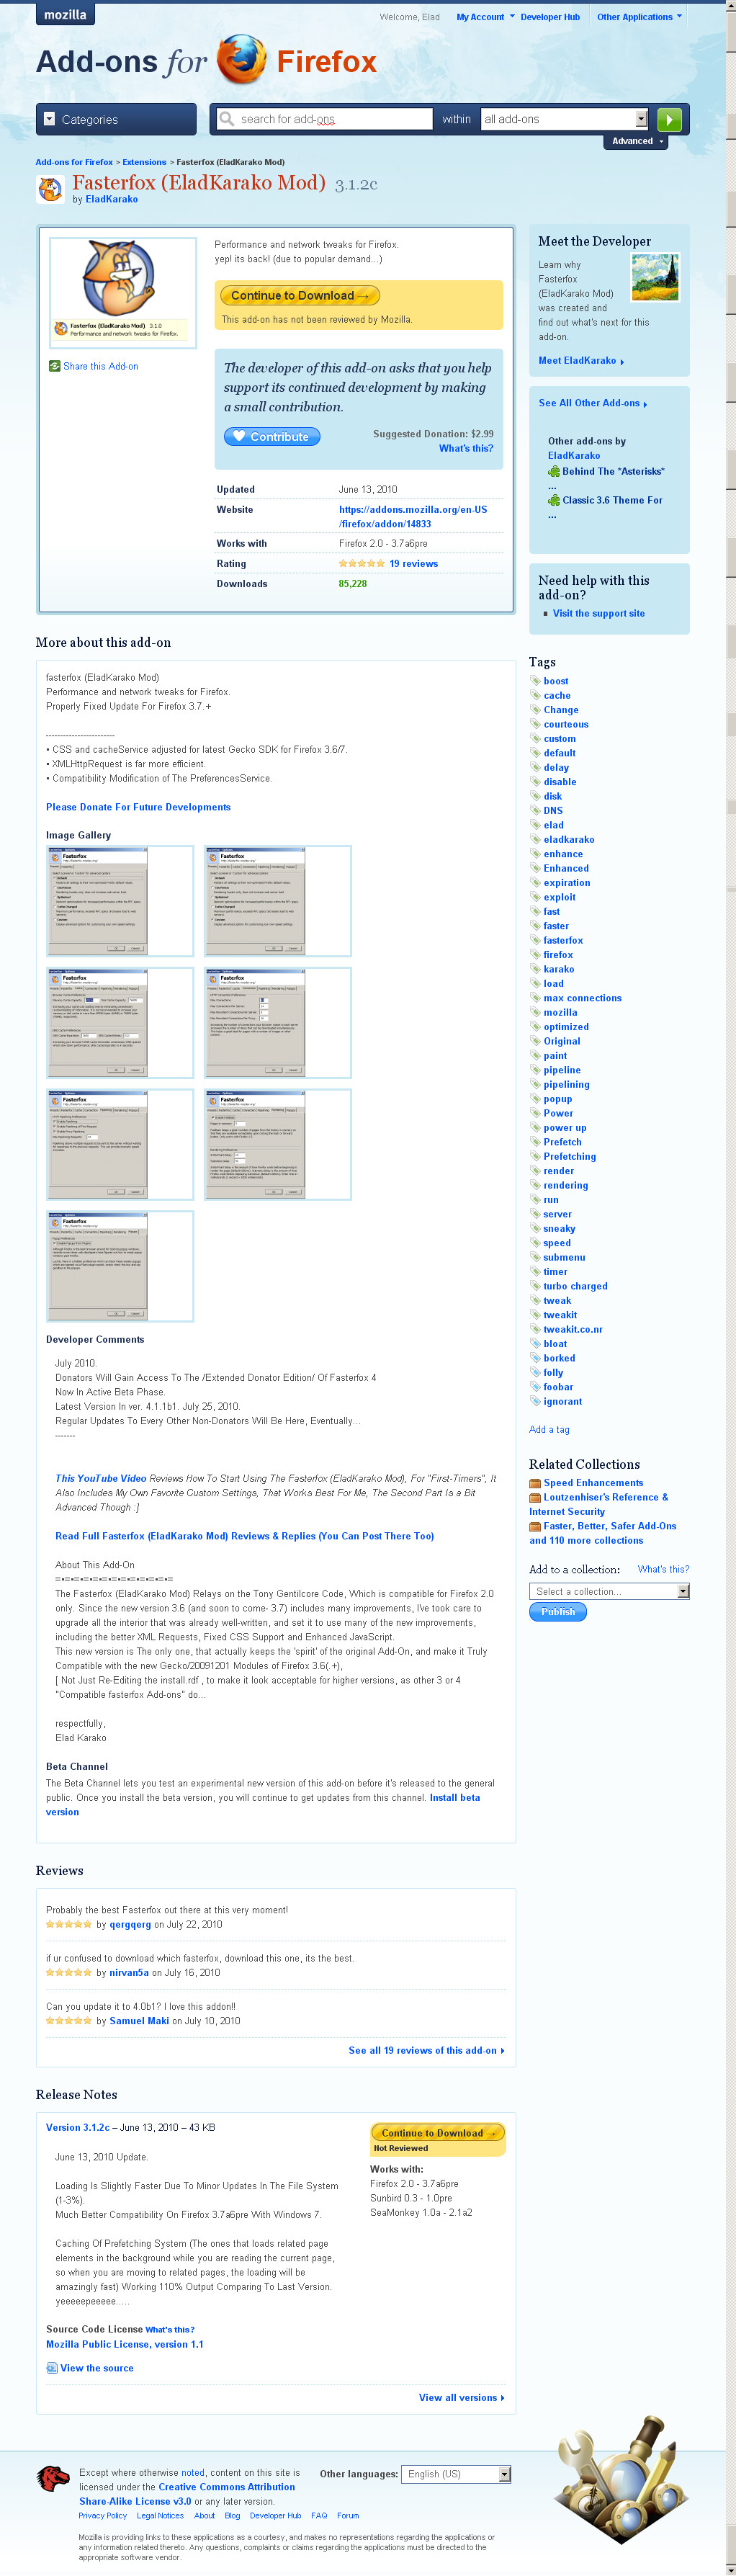 mozilla
Welcome, Elad
My Account
Developer Hub
Other Applications
Add-ons for Firefox
Categories
search for add-ons
within
all add-ons
Advanced
Add-ons for Firefox > Extensions > Fasterfox (EladKarako Mod)
Fasterfox (EladKarako Mod) 3.1.2c
by EladKarako
Fasterfox (EladKarako Mod) 3.1.0
Performance and network tweaks for Firefox.
Share this Add-on
Performance and network tweaks for Firefox.
yep! its back! (due to popular demand...)
Continue to Download →
This add-on has not been reviewed by Mozilla.
The developer of this add-on asks that you help
support its continued development by making
a small contribution.
Contribute
Suggested Donation: $2.99
What's this?
Updated June 13, 2010
Website https://addons.mozilla.org/en-US
/firefox/addon/14833
Works with Firefox 2.0 - 3.7a6pre
Rating 19 reviews
Downloads 85,228
Meet the Developer
Learn why
Fasterfox
(EladKarako Mod)
was created and
find out what's next for this
add-on.
Meet EladKarako
See All Other Add-ons
Other add-ons by
EladKarako
Behind The *Asterisks*
...
Classic 3.6 Theme For
...
Need help with this
add-on?
Visit the support site
More about this add-on
fasterfox (EladKarako Mod)
Performance and network tweaks for Firefox.
Properly Fixed Update For Firefox 3.7.+
------------------------
• CSS and cacheService adjusted for latest Gecko SDK for Firefox 3.6/7.
• XMLHttpRequest is far more efficient.
• Compatibility Modification of The PreferencesService.
Please Donate For Future Developments
Image Gallery
Fasterfox
Fasterfox
Fasterfox
Fasterfox
Fasterfox
Fasterfox
Fasterfox
Developer Comments
July 2010.
Donators Will Gain Access To The /Extended Donator Edition/ Of Fasterfox 4
Now In Active Beta Phase.
Latest Version In ver. 4.1.1b1. July 25, 2010.
Regular Updates To Every Other Non-Donators Will Be Here, Eventually...
-------
This YouTube Video Reviews How To Start Using The Fasterfox (EladKarako Mod), For "First-Timers", It
Also Includes My Own Favorite Custom Settings, That Works Best For Me, The Second Part Is a Bit
Advanced Though :]
Read Full Fasterfox (EladKarako Mod) Reviews & Replies (You Can Post There Too)
About This Add-On
The Fasterfox (EladKarako Mod) Relays on the Tony Gentilcore Code, Which is compatible for Firefox 2.0
only. Since the new version 3.6 (and soon to come- 3.7) includes many improvements, I've took care to
upgrade all the interior that was already well-written, and set it to use many of the new improvements,
including the better XML Requests, Fixed CSS Support and Enhanced JavaScript.
This new version is The only one, that actually keeps the 'spirit' of the original Add-On, and make it Truly
Compatible with the new Gecko/20091201 Modules of Firefox 3.6(.+),
[ Not Just Re-Editing the install.rdf , to make it look acceptable for higher versions, as other 3 or 4
"Compatible fasterfox Add-ons" do...
respectfully,
Elad Karako
Beta Channel
The Beta Channel lets you test an experimental new version of this add-on before it's released to the general
public. Once you install the beta version, you will continue to get updates from this channel. Install beta
version
Tags
boost
cache
Change
courteous
custom
default
delay
disable
disk
DNS
elad
eladkarako
enhance
Enhanced
expiration
exploit
fast
faster
fasterfox
firefox
karako
load
max connections
mozilla
optimized
Original
paint
pipeline
pipelining
popup
Power
power up
Prefetch
Prefetching
render
rendering
run
server
sneaky
speed
submenu
timer
turbo charged
tweak
tweakit
tweakit.co.nr
bloat
borked
folly
foobar
ignorant
Add a tag
Related Collections
Speed Enhancements
Loutzenhiser's Reference &
Internet Security
Faster, Better, Safer Add-Ons
and 110 more collections
Add to a collection: What's this?
Select a collection...
Publish
Reviews
Probably the best Fasterfox out there at this very moment!
by qergqerg on July 22, 2010
if ur confused to download which fasterfox, download this one, its the best.
by nirvan5a on July 16, 2010
Can you update it to 4.0b1? I love this addon!!
by Samuel Maki on July 10, 2010
See all 19 reviews of this add-on
Release Notes
Version 3.1.2c – June 13, 2010 – 43 KB
June 13, 2010 Update.
Loading Is Slightly Faster Due To Minor Updates In The File System
(1-3%).
Much Better Compatibility On Firefox 3.7a6pre With Windows 7.
Caching Of Prefetching System (The ones that loads related page
elements in the background while you are reading the current page,
so when you are moving to related pages, the loading will be
amazingly fast) Working 110% Output Comparing To Last Version.
yeeeepeeeee.....
Continue to Download →
Not Reviewed
Works with:
Firefox 2.0 - 3.7a6pre
Sunbird 0.3 - 1.0pre
SeaMonkey 1.0a - 2.1a2
Source Code License What's this?
Mozilla Public License, version 1.1
View the source
View all versions
Except where otherwise noted, content on this site is
licensed under the Creative Commons Attribution
Share-Alike License v3.0 or any later version.
Other languages: English (US)
Privacy Policy Legal Notices About Blog Developer Hub FAQ Forum
Mozilla is providing links to these applications as a courtesy, and makes no representations regarding the applications or
any information related thereto. Any questions, complaints or claims regarding the applications must be directed to the
appropriate software vendor.